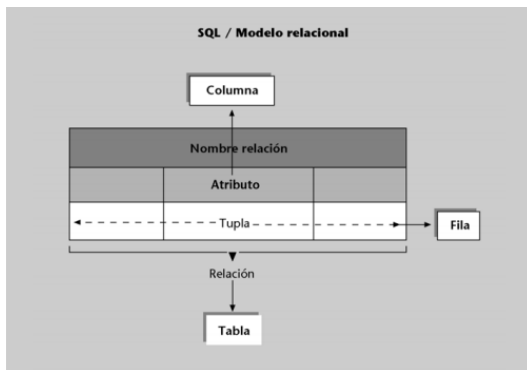 SQL / Modelo relacional
Columna
Nombre relación
Atributo
Tupla
Fila
Relación
Tabla